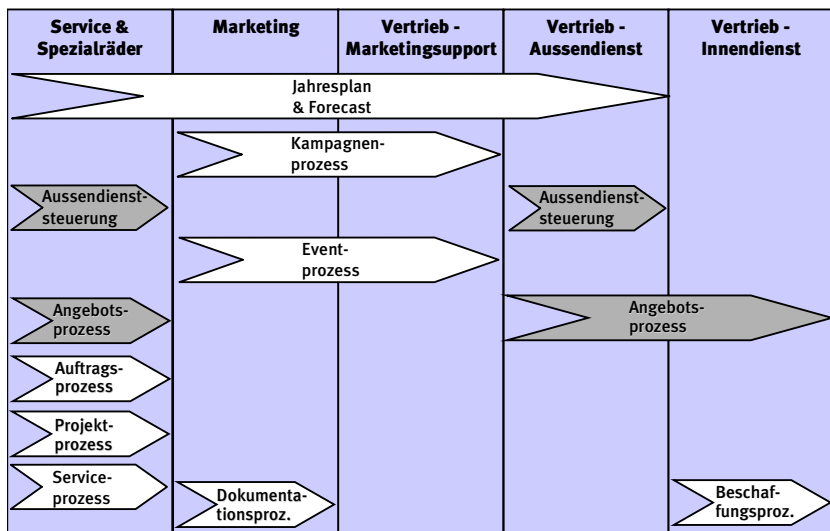 Service &
Spezialräder
Marketing
Vertrieb -
Marketingsupport
Vertrieb -
Aussendienst
Vertrieb -
Innendienst
Jahresplan
& Forecast
Kampagnen-
prozess
Aussendienst-
steuerung
Aussendienst-
steuerung
Event-
prozess
Angebots-
prozess
Angebots-
prozess
Auftrags-
prozess
Projekt-
prozess
Service-
prozess
Dokumenta-
tionsproz.
Beschaf-
fungsproz.